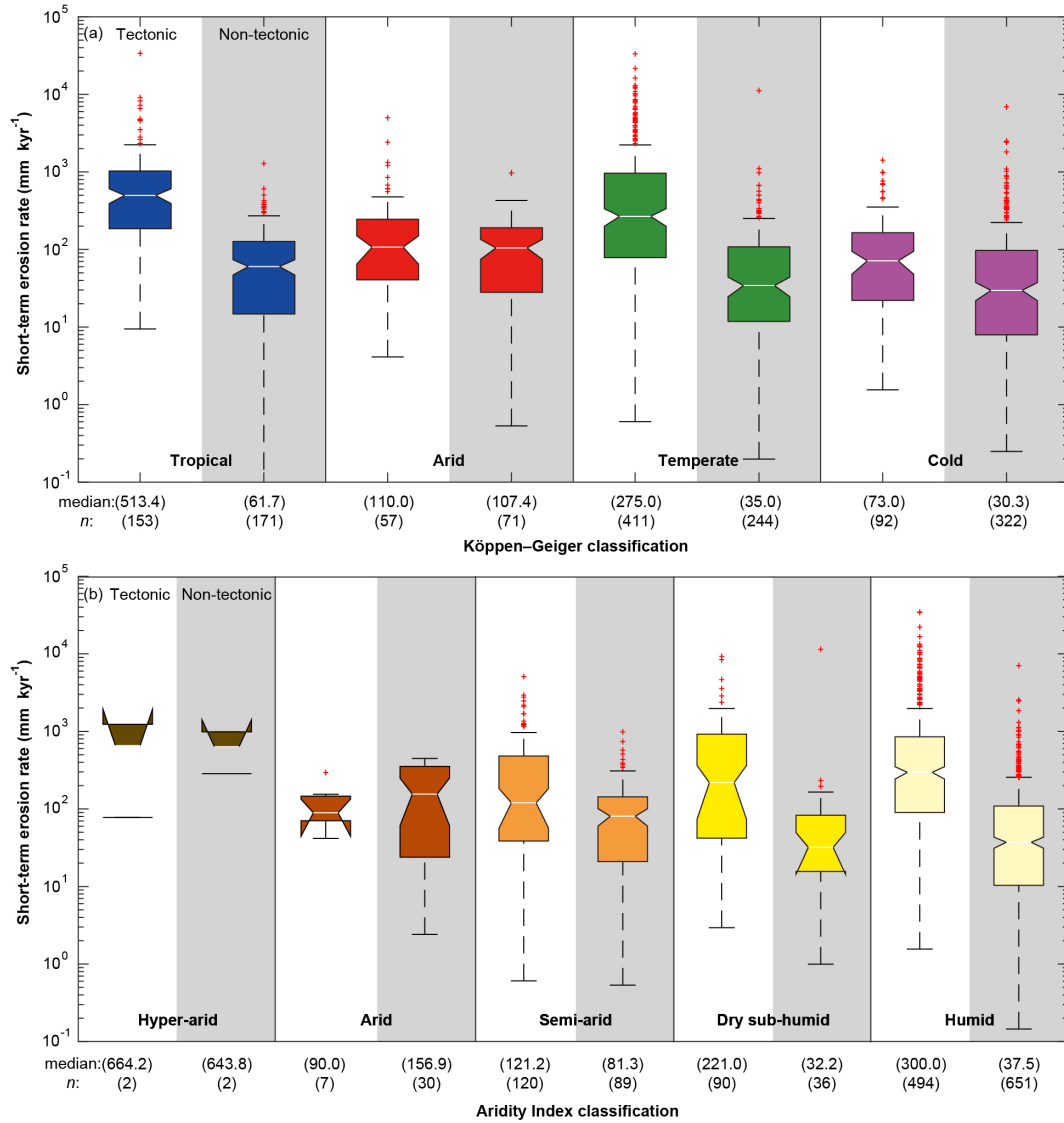 10^5
(a) Tectonic Non-tectonic
10^4
10^3
10^2
10^1
10^0
10^-1
Short-term erosion rate (mm kyr^-1)
Tropical Arid Temperate Cold
median:(513.4) (61.7) (110.0) (107.4) (275.0) (35.0) (73.0) (30.3)
n: (153) (171) (57) (71) (411) (244) (92) (322)
Köppen–Geiger classification
10^5
(b) Tectonic Non-tectonic
10^4
10^3
10^2
10^1
10^0
10^-1
Short-term erosion rate (mm kyr^-1)
Hyper-arid Arid Semi-arid Dry sub-humid Humid
median:(664.2) (643.8) (90.0) (156.9) (121.2) (81.3) (221.0) (32.2) (300.0) (37.5)
n: (2) (2) (7) (30) (120) (89) (90) (36) (494) (651)
Aridity Index classification